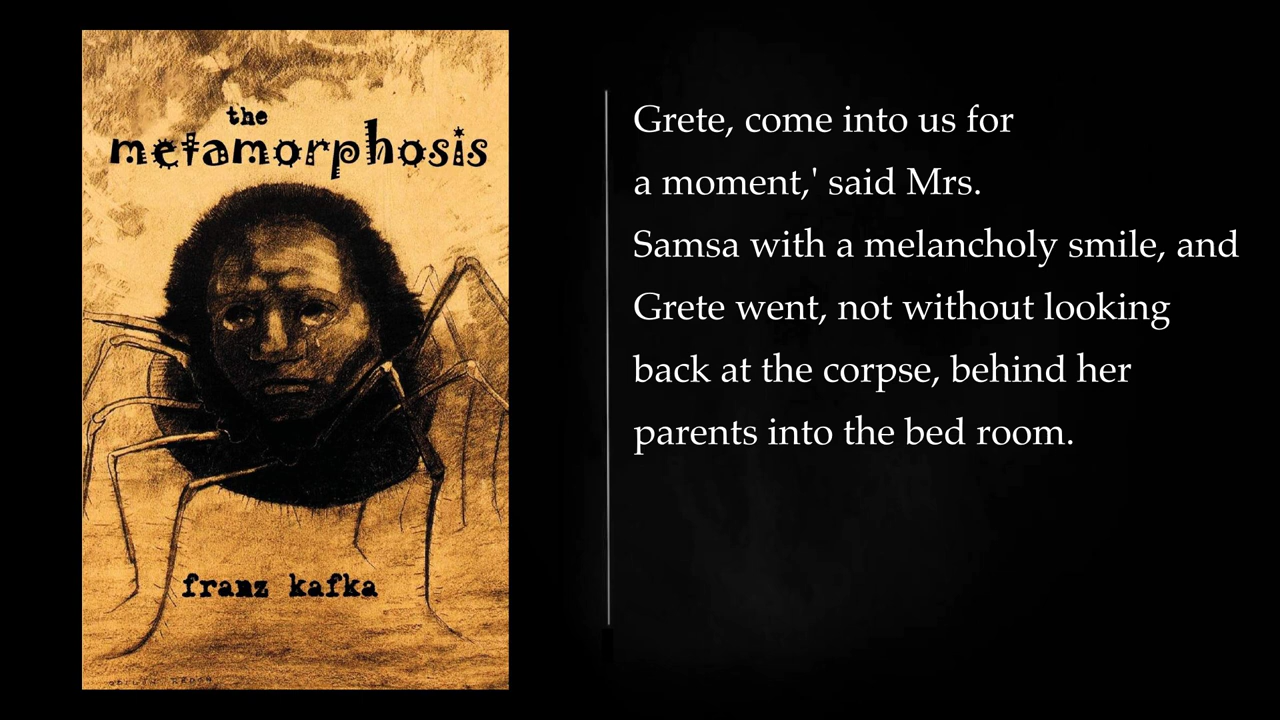 the
metamorphosis
franz kafka
Grete, come into us for
a moment,' said Mrs.
Samsa with a melancholy smile, and
Grete went, not without looking
back at the corpse, behind her
parents into the bed room.